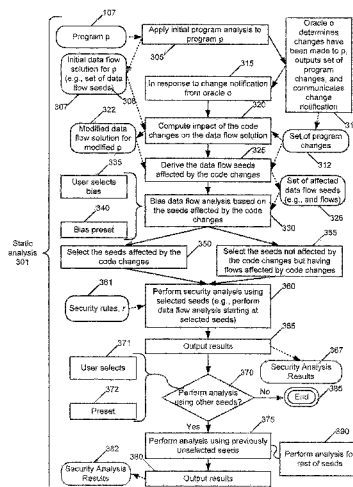 107
Program p
Apply initial program analysis to program p
305
Oracle o determines changes have been made to p, outputs set of program changes, and communicates change notification
Initial data flow solution for p (e.g., set of data flow seeds)
307
308
315
In response to change notification from oracle o
322
320
Compute impact of the code changes on the data flow solution
Modified data flow solution for modified p
325
Set of program changes
312
335
Derive the data flow seeds affected by the code changes
User selects bias
340
Bias data flow analysis based on the seeds affected by the code changes
Set of affected data flow seeds (e.g., and flows)
326
330
Bias preset
350
355
Static analysis 301
Select the seeds affected by the code changes
Select the seeds not affected by the code changes but having flows affected by code changes
361
360
Security rules, r
Perform security analysis using selected seeds (e.g., perform data flow analysis starting at selected seeds)
371
365
Output results
User selects
367
Security Analysis Results
372
370
Preset
Perform analysis using other seeds?
No
End
385
Yes
375
Perform analysis using previously unselected seeds
390
Perform analysis for rest of seeds
382
380
Security Analysis Results
Output results